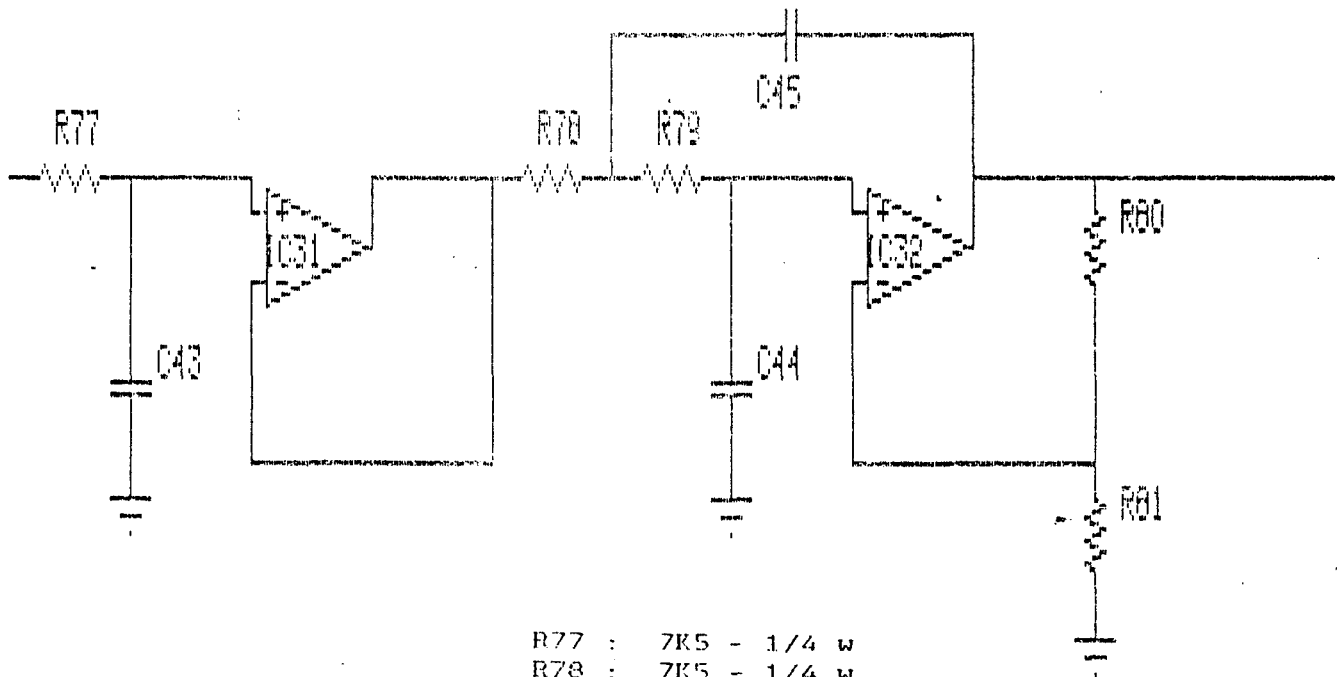 C45
R77
R78
R79
R80
IC31
IC32
C43
C44
R81
R77 : 7K5 - 1/4 w
R78 : 7K5 - 1/4 w